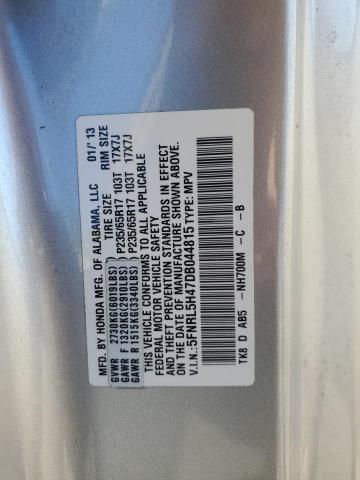 MFD. BY HONDA MFG. OF ALABAMA, LLC 01/'13
TIRE SIZE RIM SIZE
GVWR 2730KG(6019LBS)
GAWR F 1320KG(2910LBS) P235/65R17 103T 17X7J
GAWR R 1515KG(3340LBS) P235/65R17 103T 17X7J
THIS VEHICLE CONFORMS TO ALL APPLICABLE
FEDERAL MOTOR VEHICLE SAFETY
AND THEFT PREVENTION STANDARDS IN EFFECT
ON THE DATE OF MANUFACTURE SHOWN ABOVE.
V.I.N.:5FNRL5H47DB044815 TYPE: MPV
TK8 D AB5 -NH700M -C -B